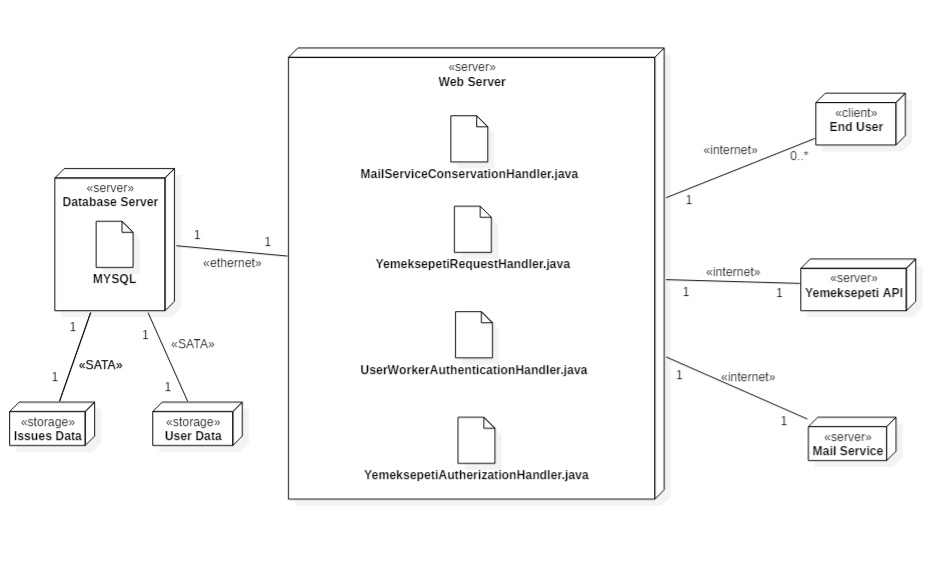 «server»
Web Server
MailServiceConservationHandler.java
YemeksepetiRequestHandler.java
UserWorkerAuthenticationHandler.java
YemeksepetiAutherizationHandler.java
«server»
Database Server
MYSQL
1
1
«ethernet»
1
«SATA»
1
1
«SATA»
1
«storage»
Issues Data
«storage»
User Data
«client»
End User
«internet»
0..*
1
«server»
Yemeksepeti API
«internet»
1
1
«server»
Mail Service
«internet»
1
1